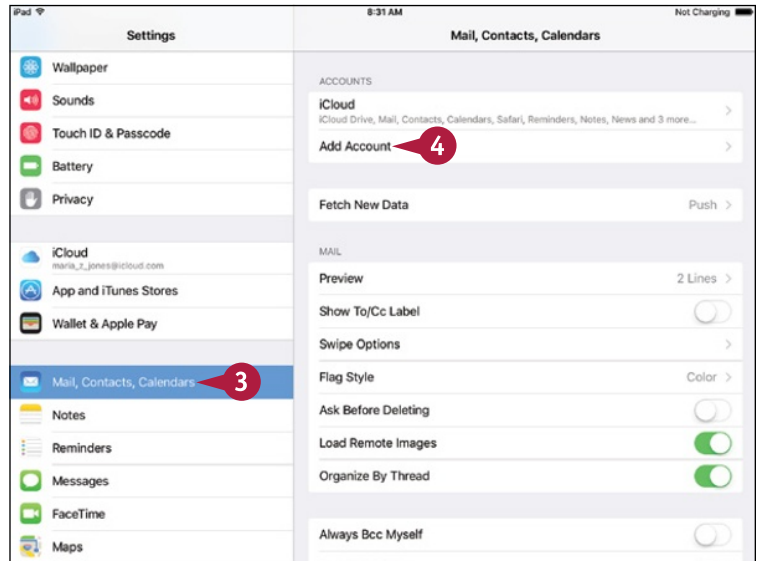 iPad
8:31 AM
Not Charging
Settings
Wallpaper
Sounds
Touch ID & Passcode
Battery
Privacy
iCloud
maria_z_jones@icloud.com
App and iTunes Stores
Wallet & Apple Pay
Mail, Contacts, Calendars
3
Notes
Reminders
Messages
FaceTime
Maps
Mail, Contacts, Calendars
ACCOUNTS
iCloud
iCloud Drive, Mail, Contacts, Calendars, Safari, Reminders, Notes, News and 3 more...
Add Account
4
Fetch New Data Push
MAIL
Preview 2 Lines
Show To/Cc Label
Swipe Options
Flag Style Color
Ask Before Deleting
Load Remote Images
Organize By Thread
Always Bcc Myself